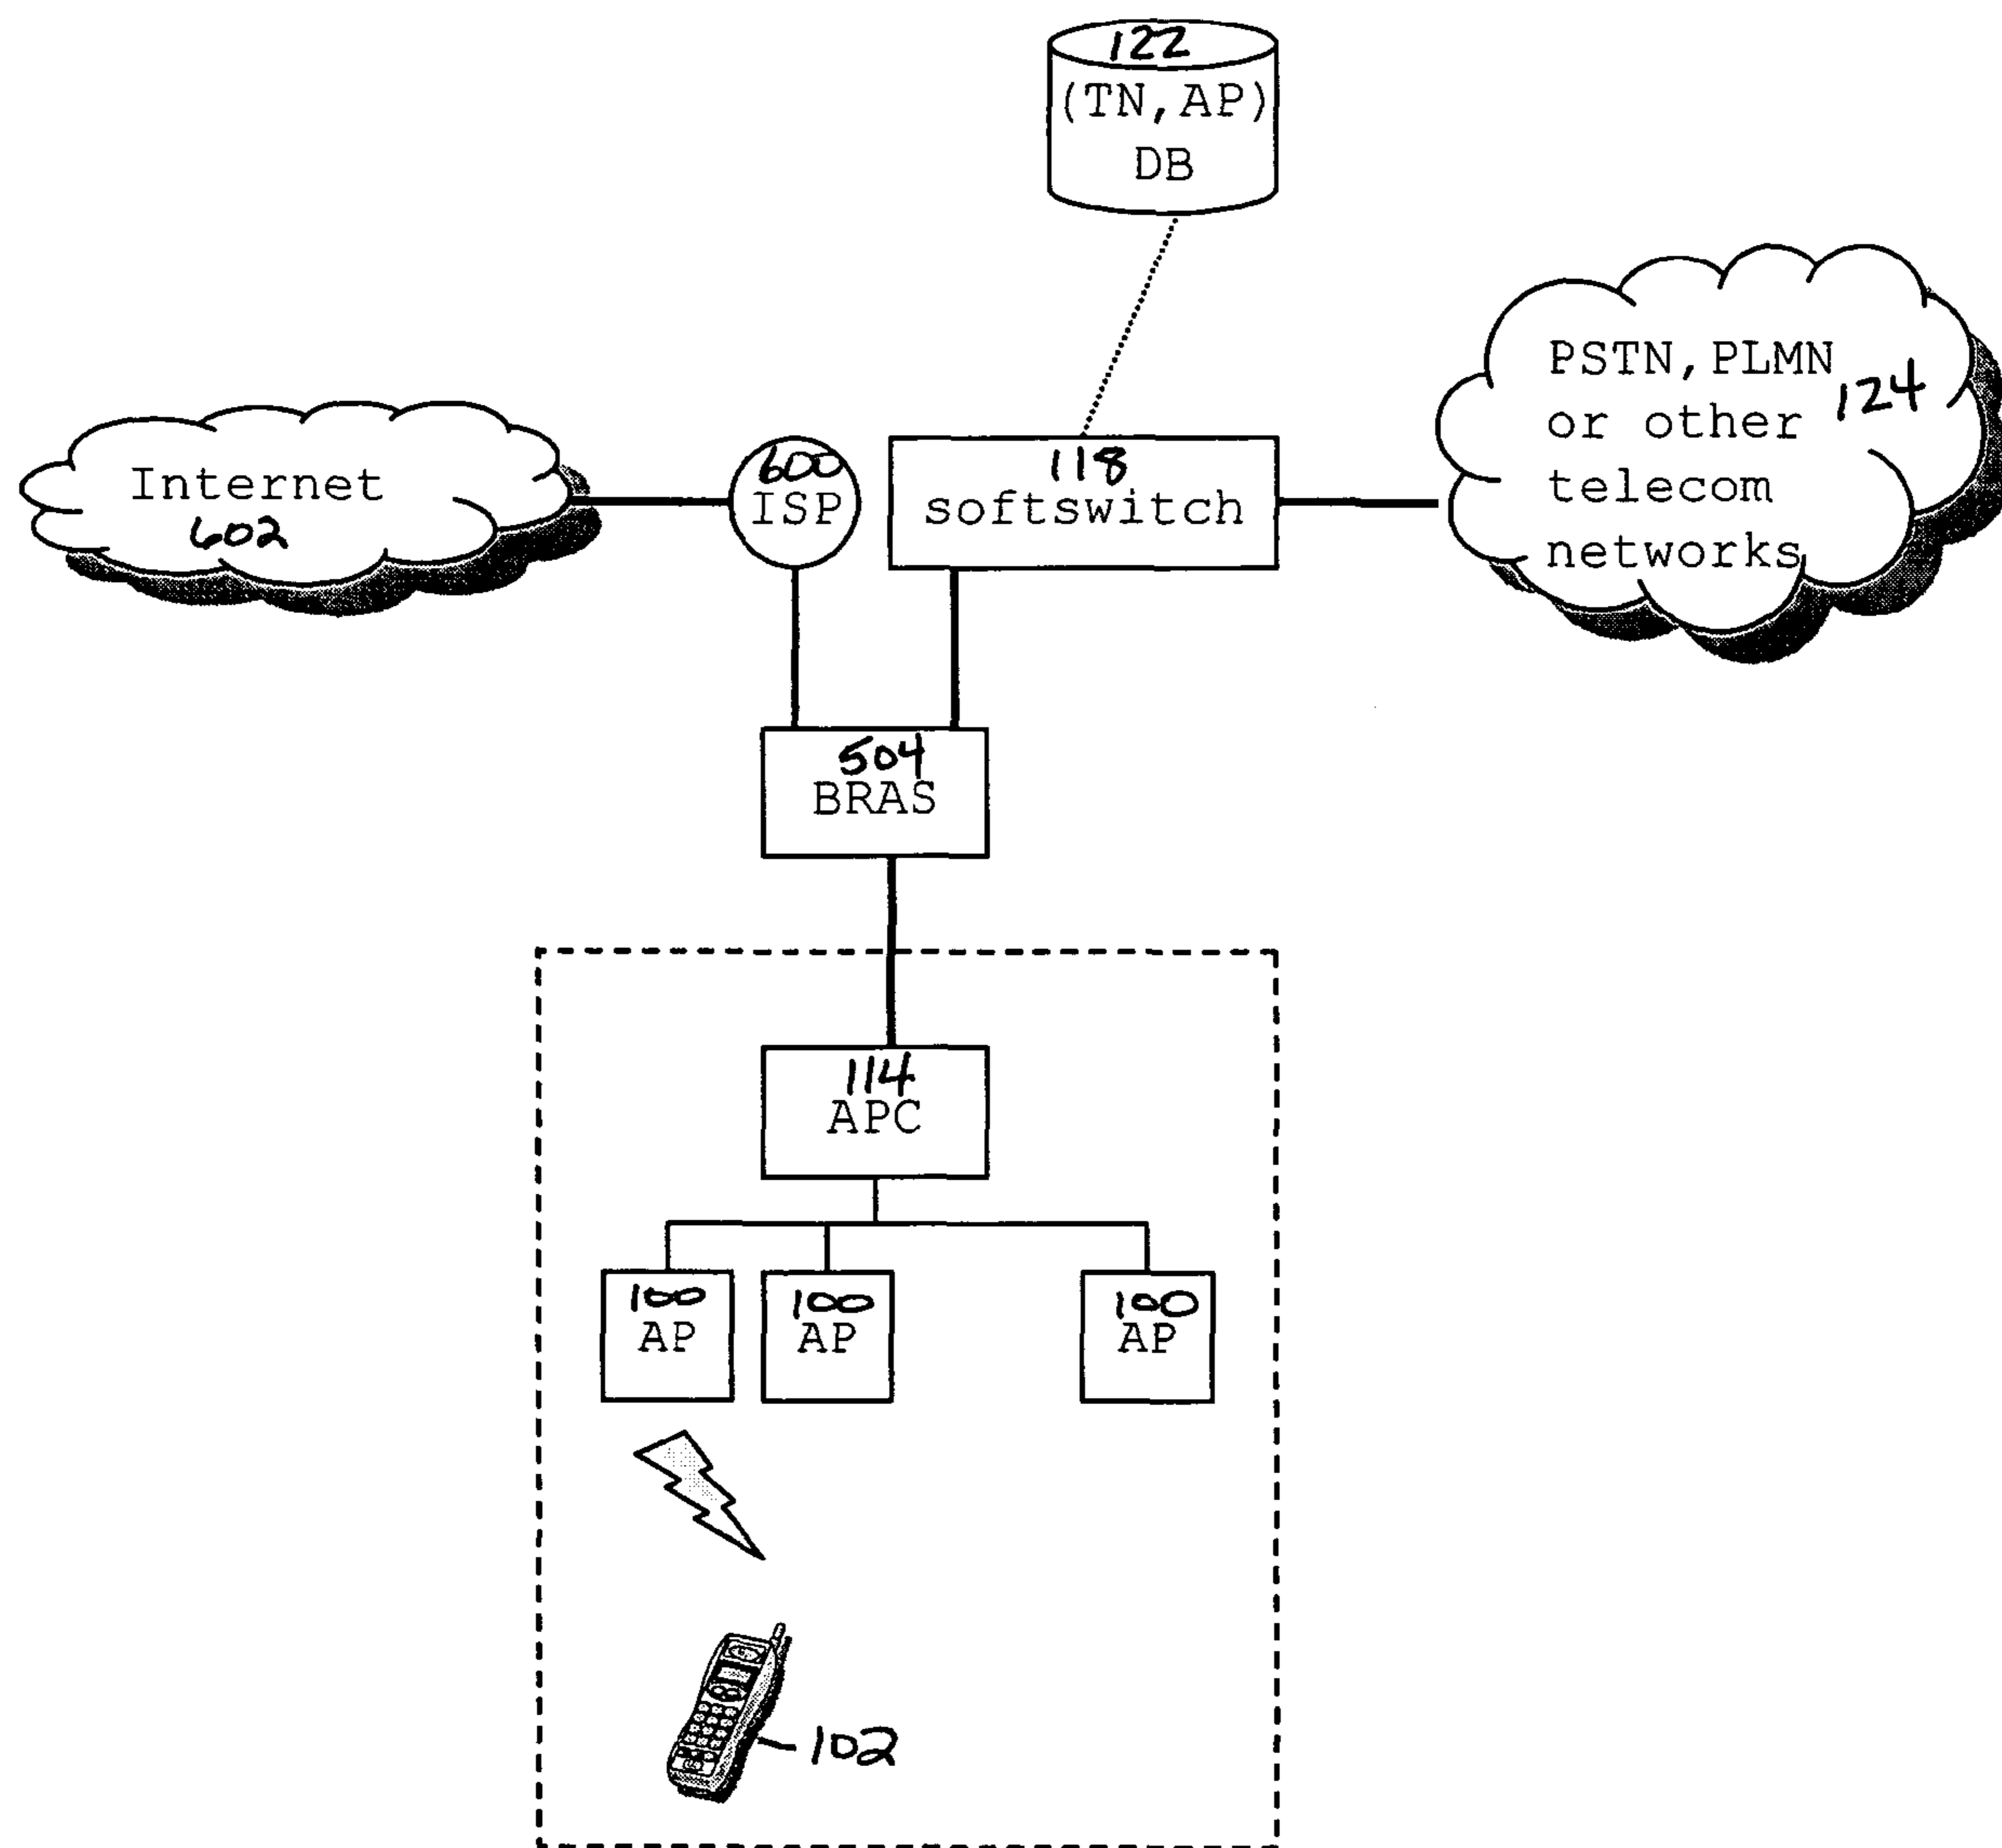 122
(TN,AP)
DB
PSTN,PLMN
or other 124
telecom
networks
Internet
602
600
ISP
118
softswitch
504
BRAS
114
APC
100
AP
100
AP
100
AP
102